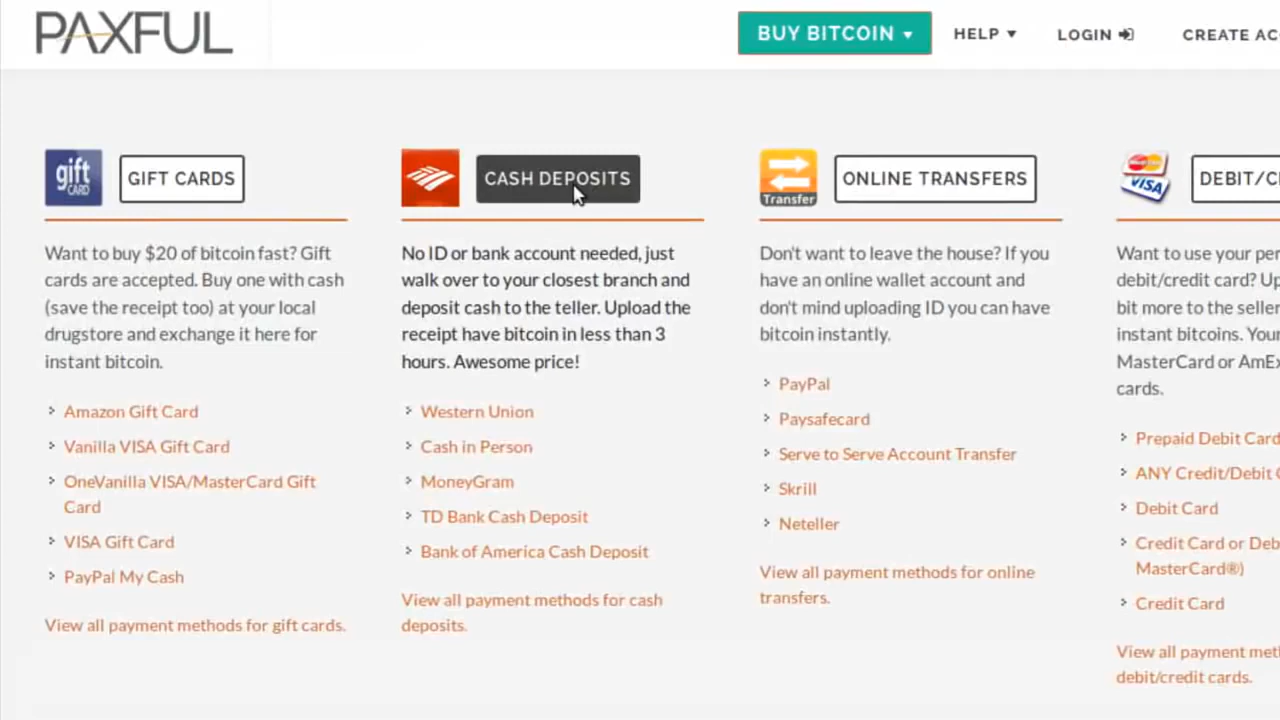 PAXFUL
BUY BITCOIN
HELP
LOGIN
CREATE AC
gift
CARD
GIFT CARDS
Want to buy $20 of bitcoin fast? Gift
cards are accepted. Buy one with cash
(save the receipt too) at your local
drugstore and exchange it here for
instant bitcoin.
Amazon Gift Card
Vanilla VISA Gift Card
OneVanilla VISA/MasterCard Gift
Card
VISA Gift Card
PayPal My Cash
View all payment methods for gift cards.
CASH DEPOSITS
No ID or bank account needed, just
walk over to your closest branch and
deposit cash to the teller. Upload the
receipt have bitcoin in less than 3
hours. Awesome price!
Western Union
Cash in Person
MoneyGram
TD Bank Cash Deposit
Bank of America Cash Deposit
View all payment methods for cash
deposits.
Transfer
ONLINE TRANSFERS
Don't want to leave the house? If you
have an online wallet account and
don't mind uploading ID you can have
bitcoin instantly.
PayPal
Paysafecard
Serve to Serve Account Transfer
Skrill
Neteller
View all payment methods for online
transfers.
MasterCard
VISA
DEBIT/C
Want to use your per
debit/credit card? Up
bit more to the seller
instant bitcoins. Your
MasterCard or AmEx
cards.
Prepaid Debit Card
ANY Credit/Debit C
Debit Card
Credit Card or Deb
MasterCard®)
Credit Card
View all payment met
debit/credit cards.